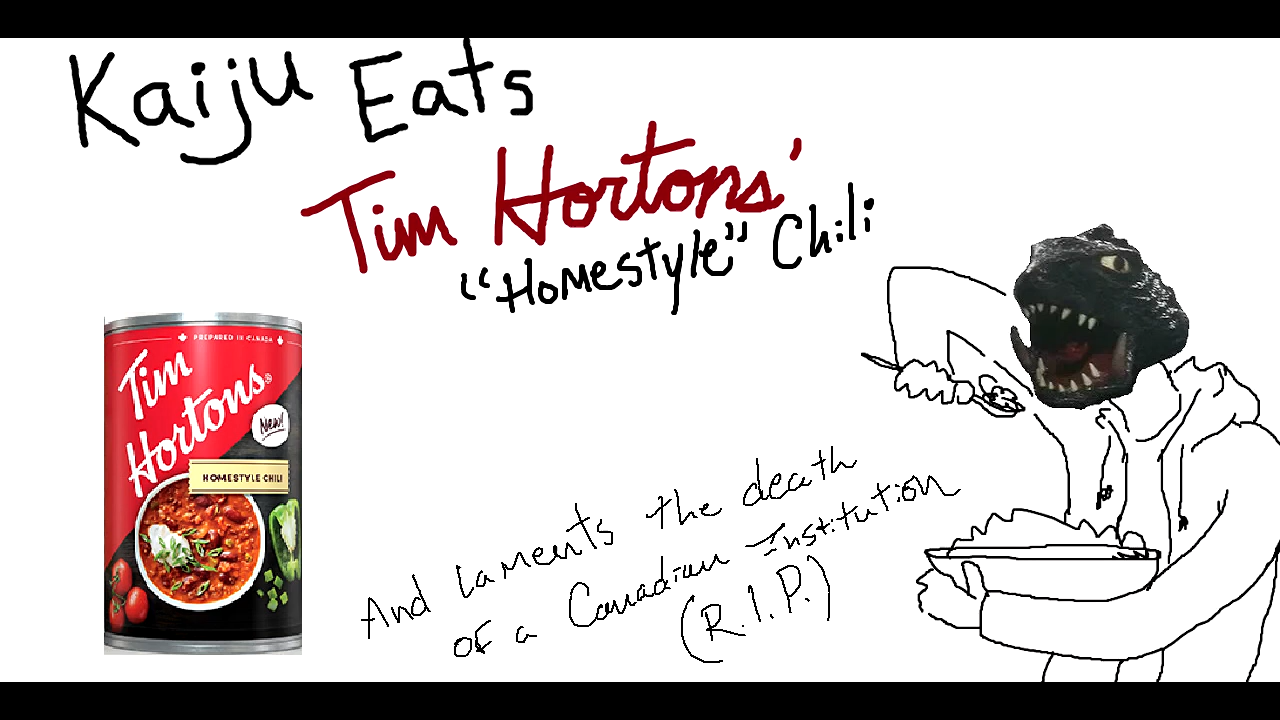 Kaiju Eats
Tim Hortons'
"Homestyle" Chili
PREPARED IN CANADA
Tim
Hortons®
New!
HOMESTYLE CHILI
And laments the death
of a Canadian Institution
(R.I.P.)